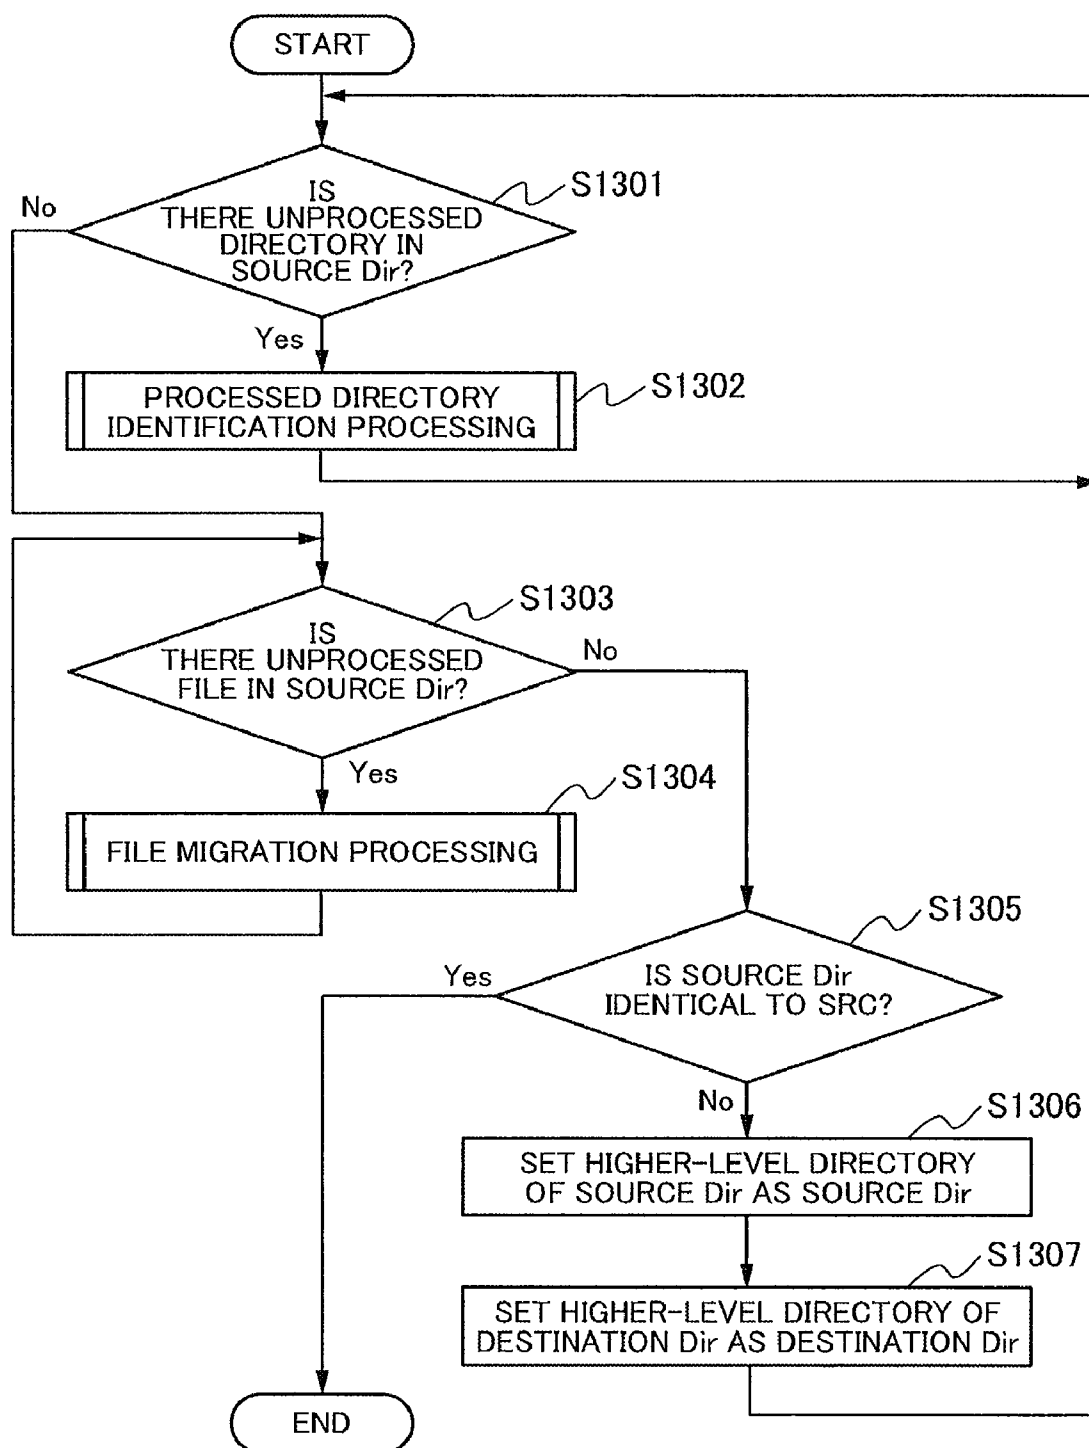 START
S1301
No
IS
THERE UNPROCESSED
DIRECTORY IN
SOURCE Dir?
Yes
S1302
PROCESSED DIRECTORY
IDENTIFICATION PROCESSING
S1303
IS
THERE UNPROCESSED
FILE IN SOURCE Dir?
No
Yes
S1304
FILE MIGRATION PROCESSING
S1305
Yes
IS SOURCE Dir
IDENTICAL TO SRC?
No
S1306
SET HIGHER-LEVEL DIRECTORY
OF SOURCE Dir AS SOURCE Dir
S1307
SET HIGHER-LEVEL DIRECTORY OF
DESTINATION Dir AS DESTINATION Dir
END